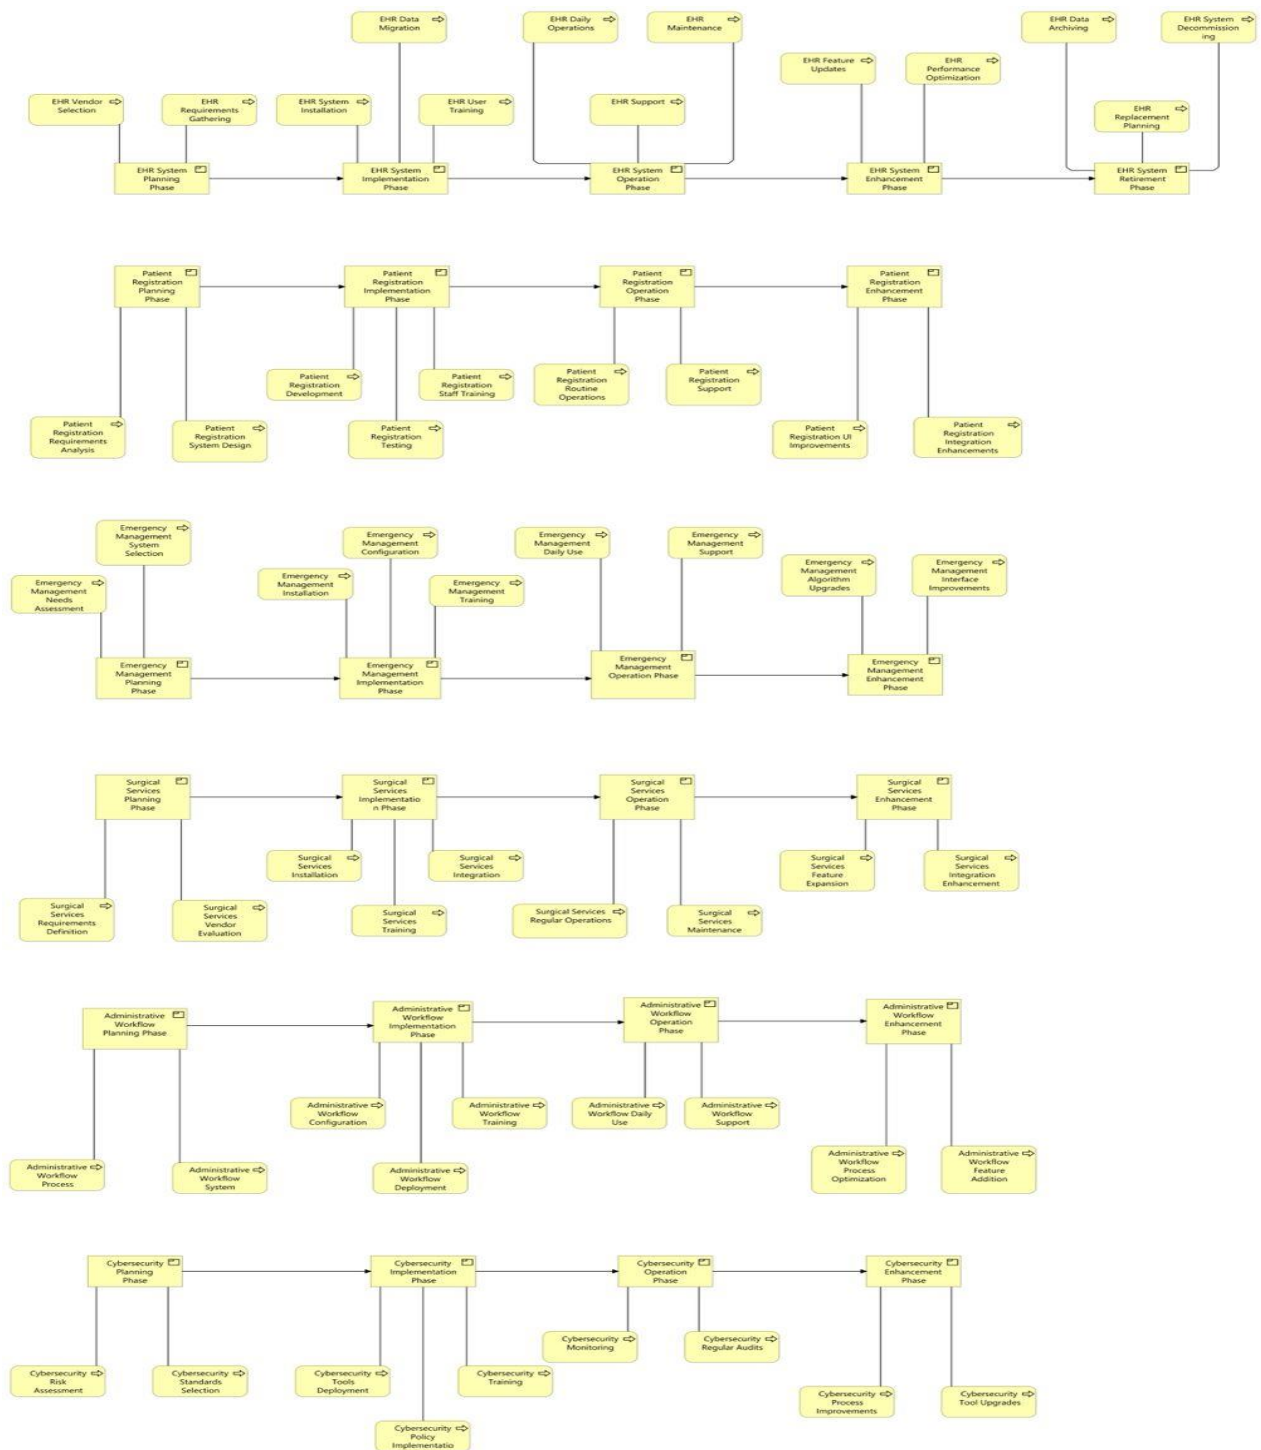 EHR Data
Migration
EHR Daily
Operations
EHR
Maintenance
EHR Data
Archiving
EHR System
Decommission
ing
EHR Feature
Updates
EHR
Performance
Optimization
EHR Vendor
Selection
EHR
Requirements
Gathering
EHR System
Installation
EHR User
Training
EHR Support
EHR
Replacement
Planning
EHR System
Planning
Phase
EHR System
Implementation
Phase
EHR System
Operation
Phase
EHR System
Enhancement
Phase
EHR System
Retirement
Phase
Patient
Registration
Planning
Phase
Patient
Registration
Implementation
Phase
Patient
Registration
Operation
Phase
Patient
Registration
Enhancement
Phase
Patient
Registration
Development
Patient
Registration
Staff Training
Patient
Registration
Routine
Operations
Patient
Registration
Support
Patient
Registration
Requirements
Analysis
Patient
Registration
System Design
Patient
Registration
Testing
Patient
Registration UI
Improvements
Patient
Registration
Integration
Enhancements
Emergency
Management
System
Selection
Emergency
Management
Configuration
Emergency
Management
Daily Use
Emergency
Management
Support
Emergency
Management
Needs
Assessment
Emergency
Management
Installation
Emergency
Management
Training
Emergency
Management
Algorithm
Upgrades
Emergency
Management
Interface
Improvements
Emergency
Management
Planning
Phase
Emergency
Management
Implementation
Phase
Emergency
Management
Operation Phase
Emergency
Management
Enhancement
Phase
Surgical
Services
Planning
Phase
Surgical
Services
Implementatio
n Phase
Surgical
Services
Operation
Phase
Surgical
Services
Enhancement
Phase
Surgical
Services
Installation
Surgical
Services
Integration
Surgical
Services
Feature
Expansion
Surgical
Services
Integration
Enhancement
Surgical
Services
Requirements
Definition
Surgical
Services
Vendor
Evaluation
Surgical
Services
Training
Surgical Services
Regular Operations
Surgical
Services
Maintenance
Administrative
Workflow
Planning Phase
Administrative
Workflow
Implementation
Phase
Administrative
Workflow
Operation
Phase
Administrative
Workflow
Enhancement
Phase
Administrative
Workflow
Configuration
Administrative
Workflow
Training
Administrative
Workflow Daily
Use
Administrative
Workflow
Support
Administrative
Workflow
Process
Administrative
Workflow
System
Administrative
Workflow
Deployment
Administrative
Workflow
Process
Optimization
Administrative
Workflow
Feature
Addition
Cybersecurity
Planning
Phase
Cybersecurity
Implementation
Phase
Cybersecurity
Operation
Phase
Cybersecurity
Enhancement
Phase
Cybersecurity
Monitoring
Cybersecurity
Regular Audits
Cybersecurity
Risk
Assessment
Cybersecurity
Standards
Selection
Cybersecurity
Tools
Deployment
Cybersecurity
Training
Cybersecurity
Process
Improvements
Cybersecurity
Tool Upgrades
Cybersecurity
Policy
Implementatio